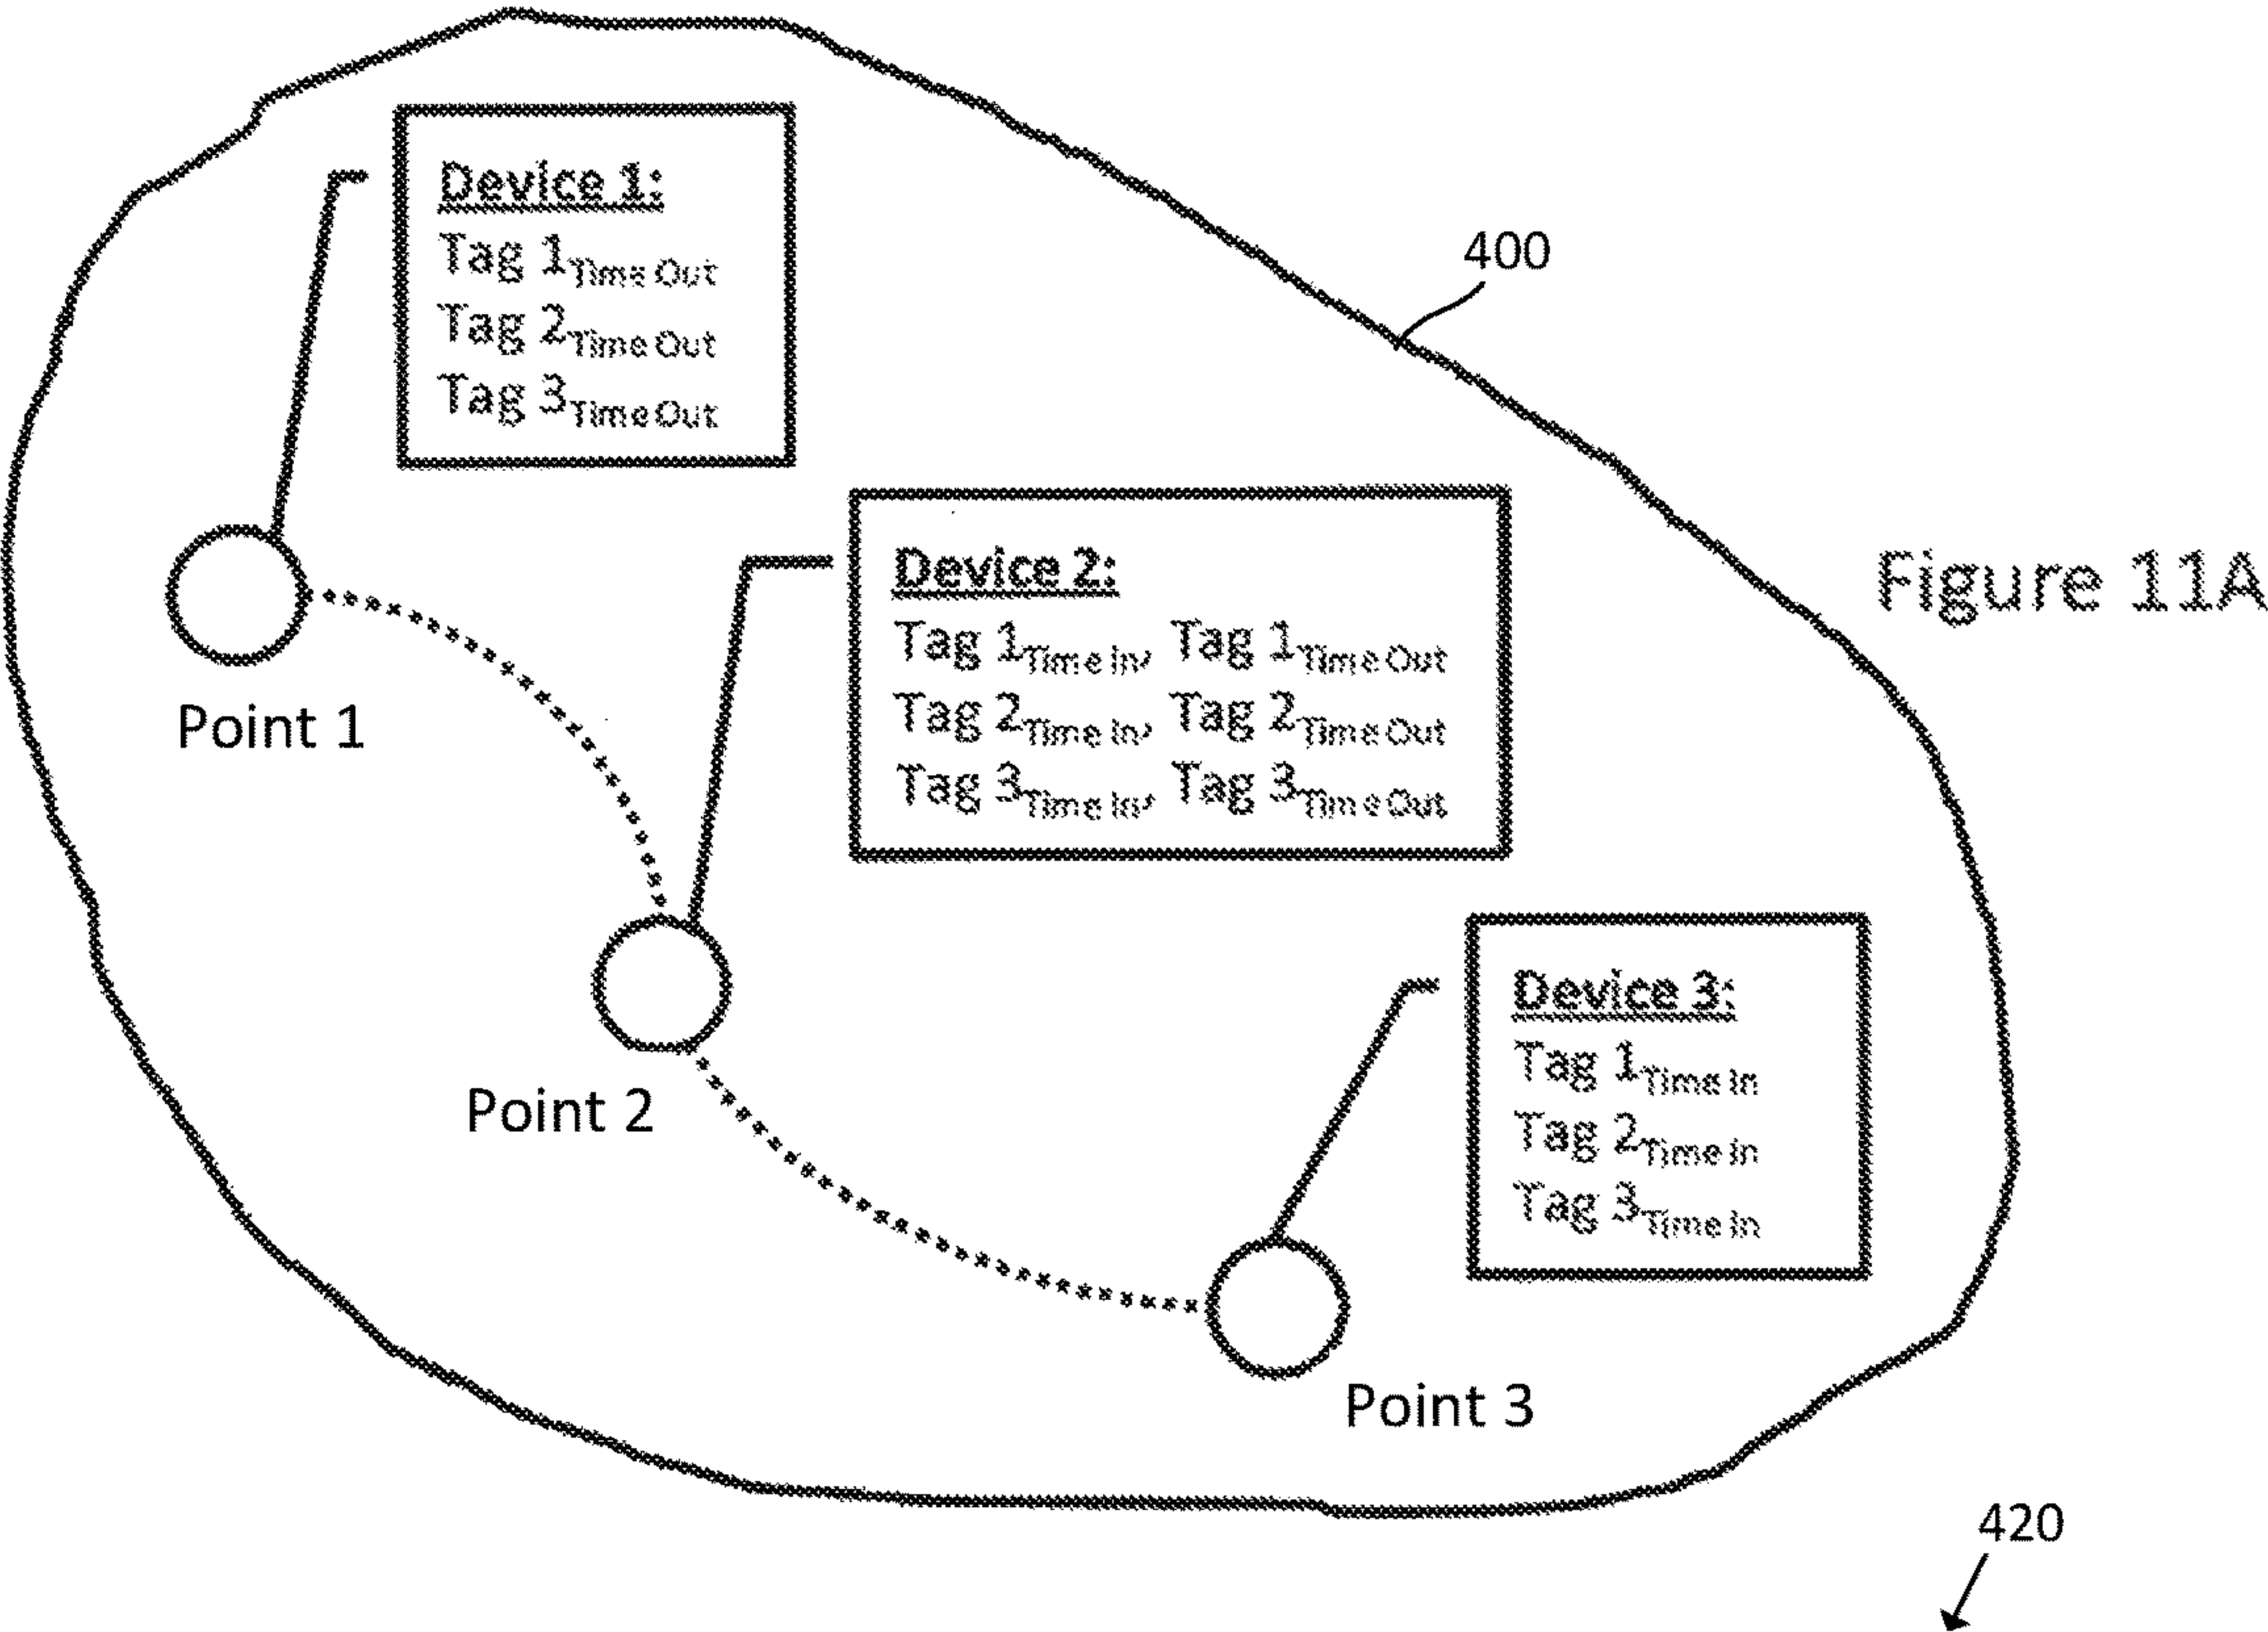 Device 1:
Tag 1Time Out
Tag 2Time Out
Tag 3Time Out
400
Device 2:
Tag 1Time In, Tag 1Time Out
Tag 2Time In, Tag 2Time Out
Tag 3Time In, Tag 3Time Out
Figure 11A
Point 1
Device 3:
Tag 1Time In
Tag 2Time In
Tag 3Time In
Point 2
Point 3
420